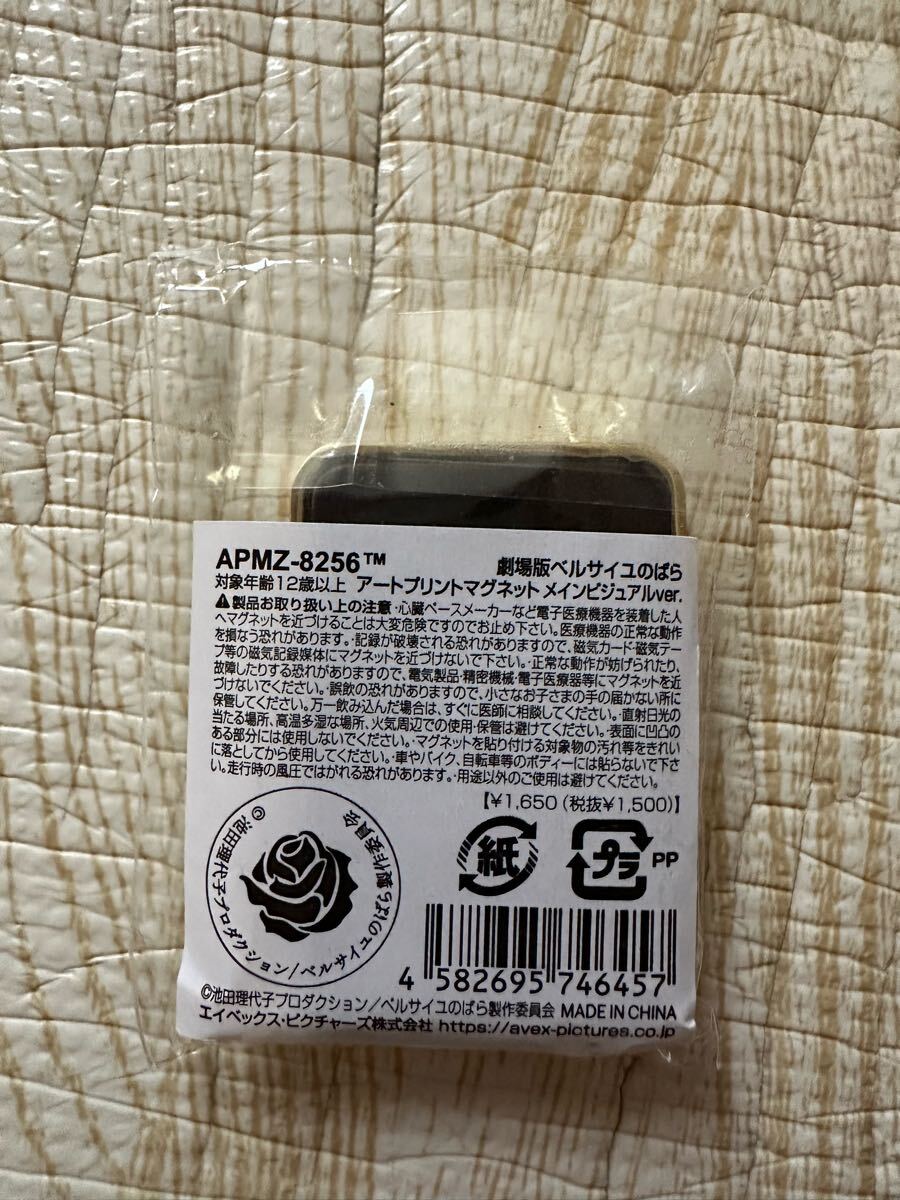 APMZ-8256™ 劇場版ベルサイユのばら
対象年齢12歳以上 アートプリントマグネット メインビジュアルver.
⚠製品お取り扱い上の注意・心臓ペースメーカーなど電子医療機器を装着した人
へマグネットを近づけることは大変危険ですのでお止め下さい。医療機器の正常な動作
を損なう恐れがあります。・記録が破壊される恐れがありますので、磁気カード・磁気テー
プ等の磁気記録媒体にマグネットを近づけないで下さい。・正常な動作が妨げられたり、
故障したりする恐れがありますので、電気製品・精密機械・電子医療器等にマグネットを近
づけないでください。・誤飲の恐れがありますので、小さなお子さまの手の届かない所に
保管してください。万一飲み込んだ場合は、すぐに医師に相談してください。・直射日光の
当たる場所、高温多湿な場所、火気周辺での使用・保管は避けてください。・表面に凹凸の
ある部分には使用しないでください。・マグネットを貼り付ける対象物の汚れ等をきれい
に落としてから使用してください。・車やバイク、自転車等のボディーには貼らないで下さ
い。走行時の風圧ではがれる恐れがあります。・用途以外のご使用は避けてください。
【¥1,650(税抜¥1,500)】
©池田理代子プロダクション/ベルサイユのばら製作委員会
紙 プラ PP
4 582695 746457
©池田理代子プロダクション/ベルサイユのばら製作委員会 MADE IN CHINA
エイベックス・ピクチャーズ株式会社 https://avex-pictures.co.jp